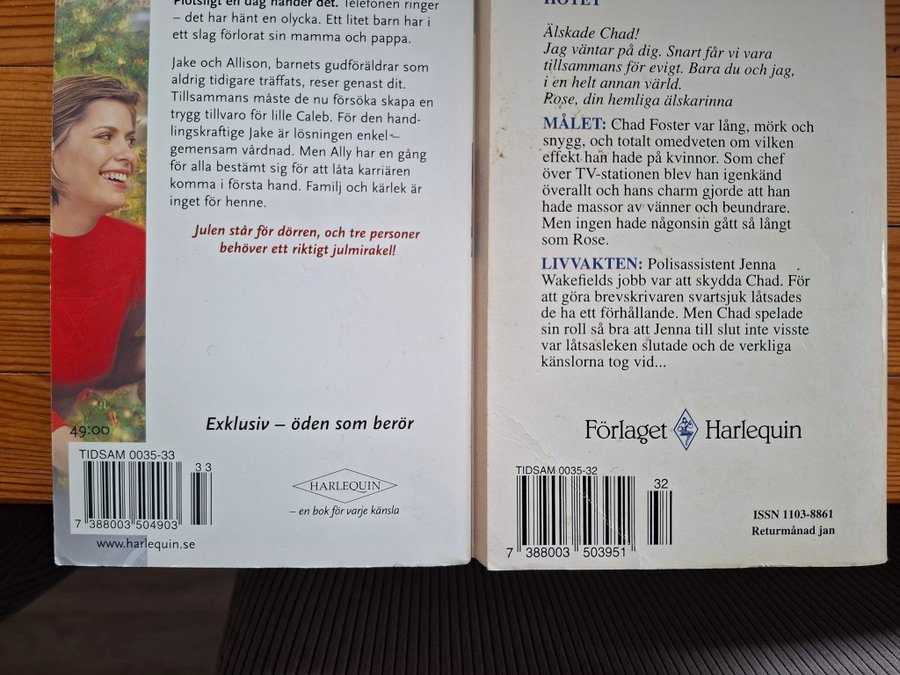 Plötsligt en dag händer det. Telefonen ringer
– det har hänt en olycka. Ett litet barn har i
ett slag förlorat sin mamma och pappa.
Jake och Allison, barnets gudföräldrar som
aldrig tidigare träffats, reser genast dit.
Tillsammans måste de nu försöka skapa en
trygg tillvaro för lille Caleb. För den hand-
lingskraftige Jake är lösningen enkel –
gemensam vårdnad. Men Ally har en gång
för alla bestämt sig för att låta karriären
komma i första hand. Familj och kärlek är
inget för henne.
Julen står för dörren, och tre personer
behöver ett riktigt julmirakel!
49:00
Exklusiv – öden som berör
TIDSAM 0035-33
33
7 388003 504903
www.harlequin.se
HARLEQUIN
– en bok för varje känsla
HOTET
Älskade Chad!
Jag väntar på dig. Snart får vi vara
tillsammans för evigt. Bara du och jag,
i en helt annan värld.
Rose, din hemliga älskarinna
MÅLET: Chad Foster var lång, mörk och
snygg, och totalt omedveten om vilken
effekt han hade på kvinnor. Som chef
över TV-stationen blev han igenkänd
överallt och hans charm gjorde att han
hade massor av vänner och beundrare.
Men ingen hade någonsin gått så långt
som Rose.
LIVVAKTEN: Polisassistent Jenna
Wakefields jobb var att skydda Chad. För
att göra brevskrivaren svartsjuk låtsades
de ha ett förhållande. Men Chad spelade
sin roll så bra att Jenna till slut inte visste
var låtsasleken slutade och de verkliga
känslorna tog vid...
Förlaget Harlequin
TIDSAM 0035-32
32
7 388003 503951
ISSN 1103-8861
Returmånad jan